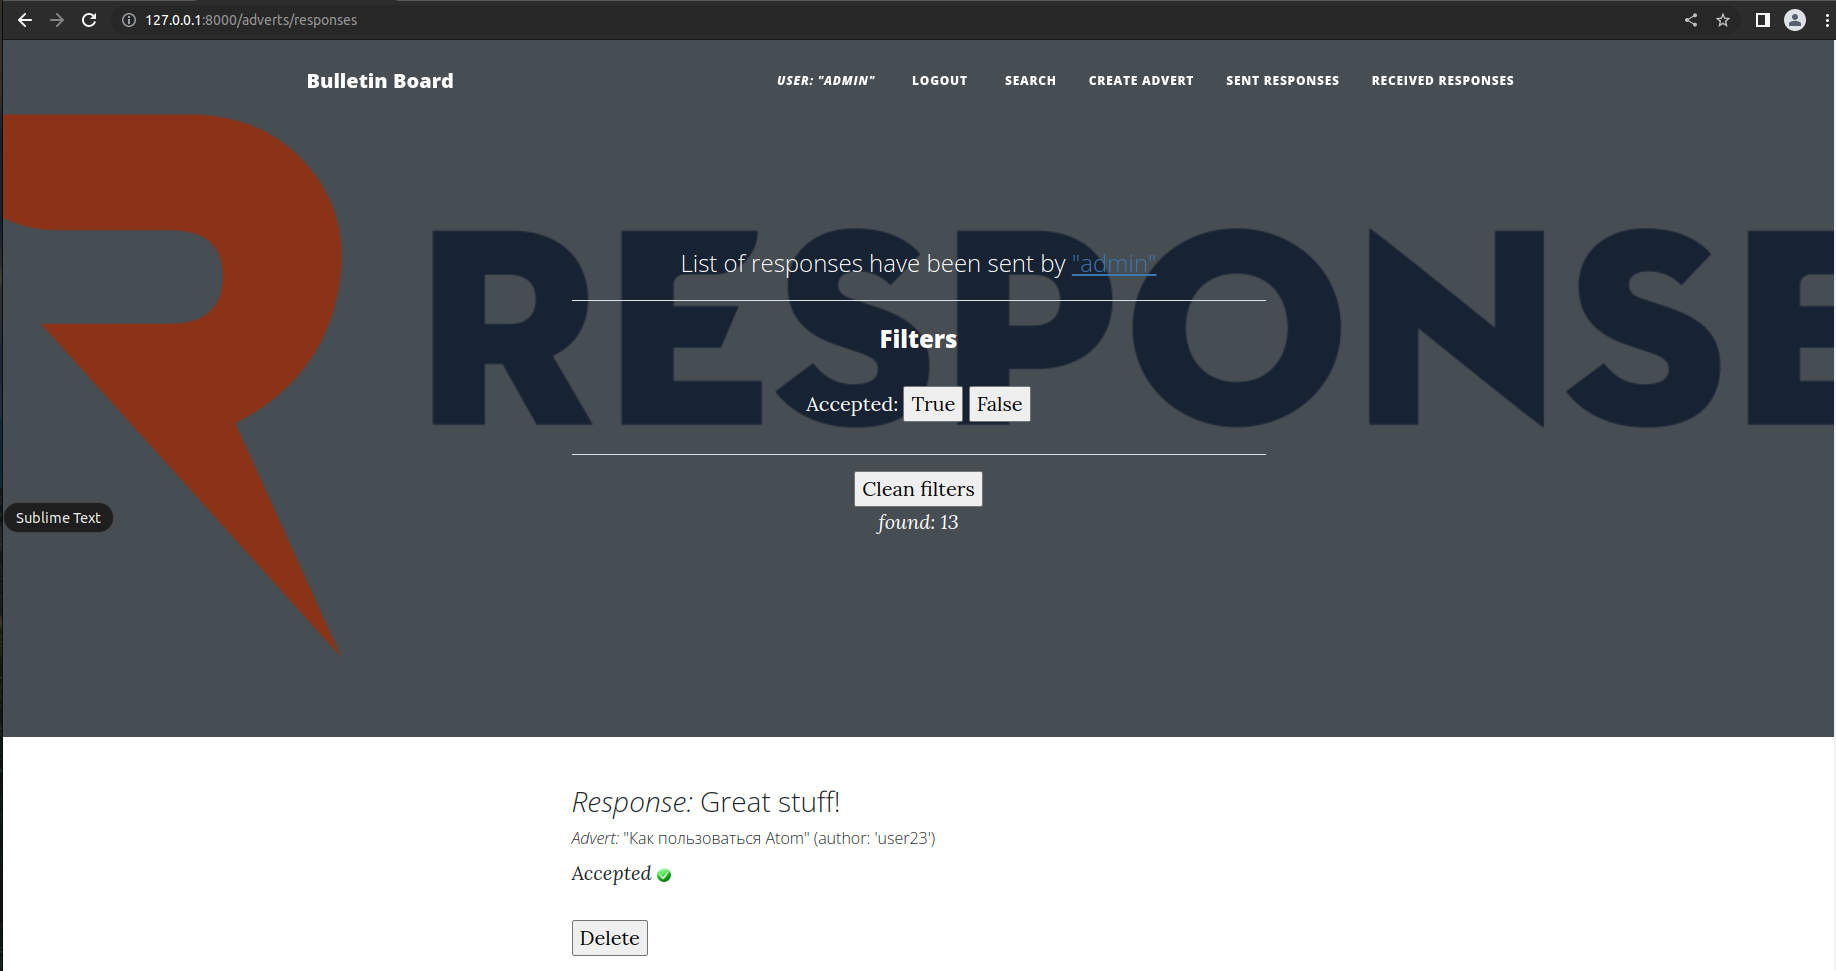 127.0.0.1:8000/adverts/responses
Bulletin Board
USER: "ADMIN" LOGOUT SEARCH CREATE ADVERT SENT RESPONSES RECEIVED RESPONSES
R RESPONSE
List of responses have been sent by "admin"
Filters
Accepted: True False
Clean filters
Sublime Text
found: 13
Response: Great stuff!
Advert: "Как пользоваться Atom" (author: 'user23')
Accepted
Delete